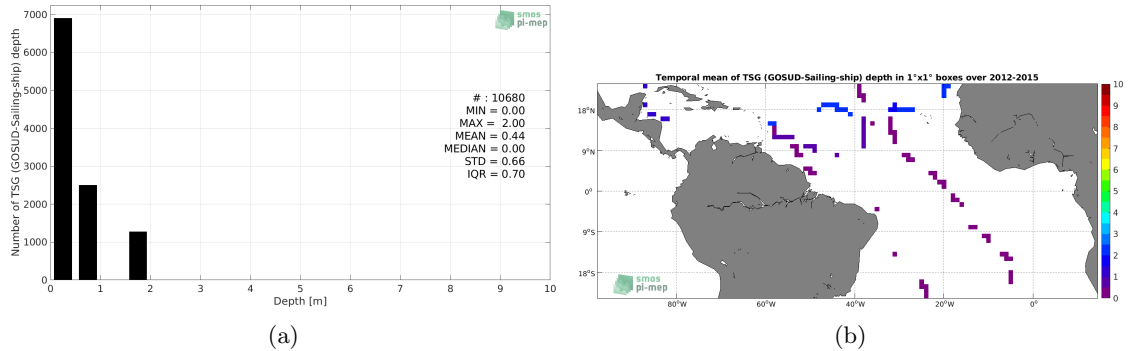 smos
pi-mep
Number of TSG (GOSUD-Sailing-ship) depth
7000
6000
5000
4000
3000
2000
1000
0
# : 10680
MIN = 0.00
MAX = 2.00
MEAN = 0.44
MEDIAN = 0.00
STD = 0.66
IQR = 0.70
0 1 2 3 4 5 6 7 8 9 10
Depth [m]
(a)
Temporal mean of TSG (GOSUD-Sailing-ship) depth in 1°x1° boxes over 2012-2015
18°N
9°N
0°
9°S
18°S
80°W 60°W 40°W 20°W 0°
10
9
8
7
6
5
4
3
2
1
0
smos
pi-mep
(b)